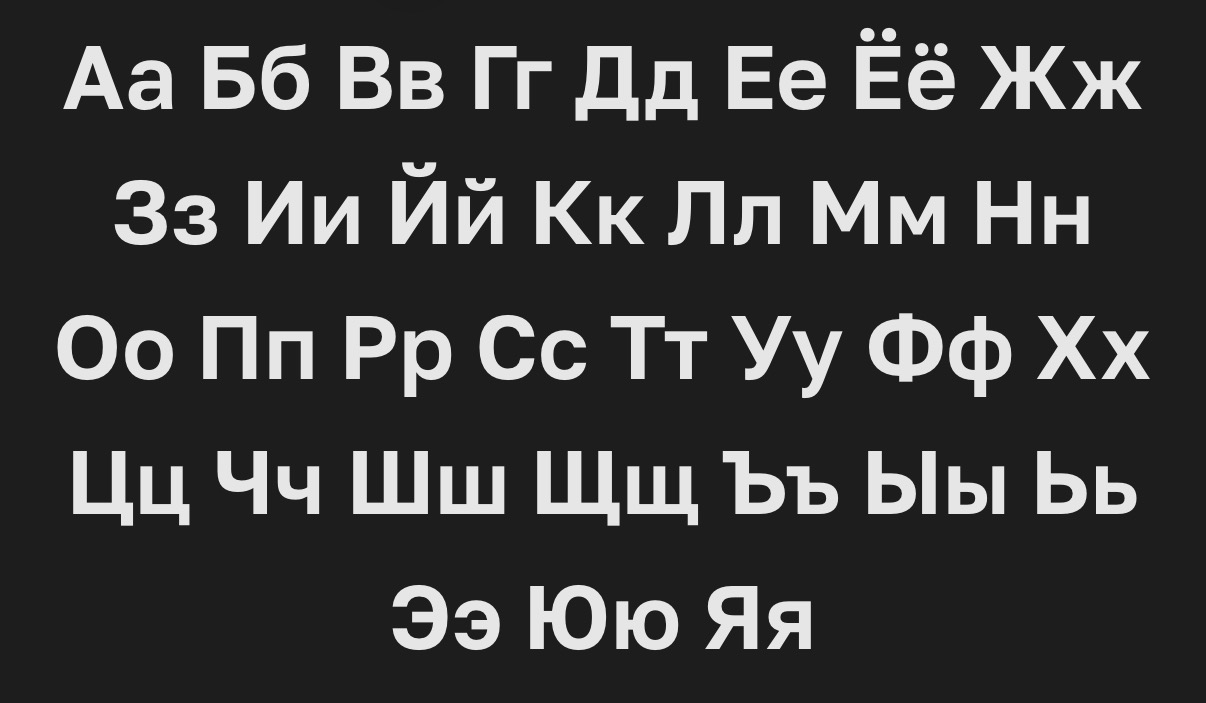 Аа Бб Вв Гг Дд Ее Ёё Жж
Зз Ии Йй Кк Лл Мм Нн
Оо Пп Рр Сс Тт Уу Фф Хх
Цц Чч Шш Щщ Ъъ Ыы Ьь
Ээ Юю Яя